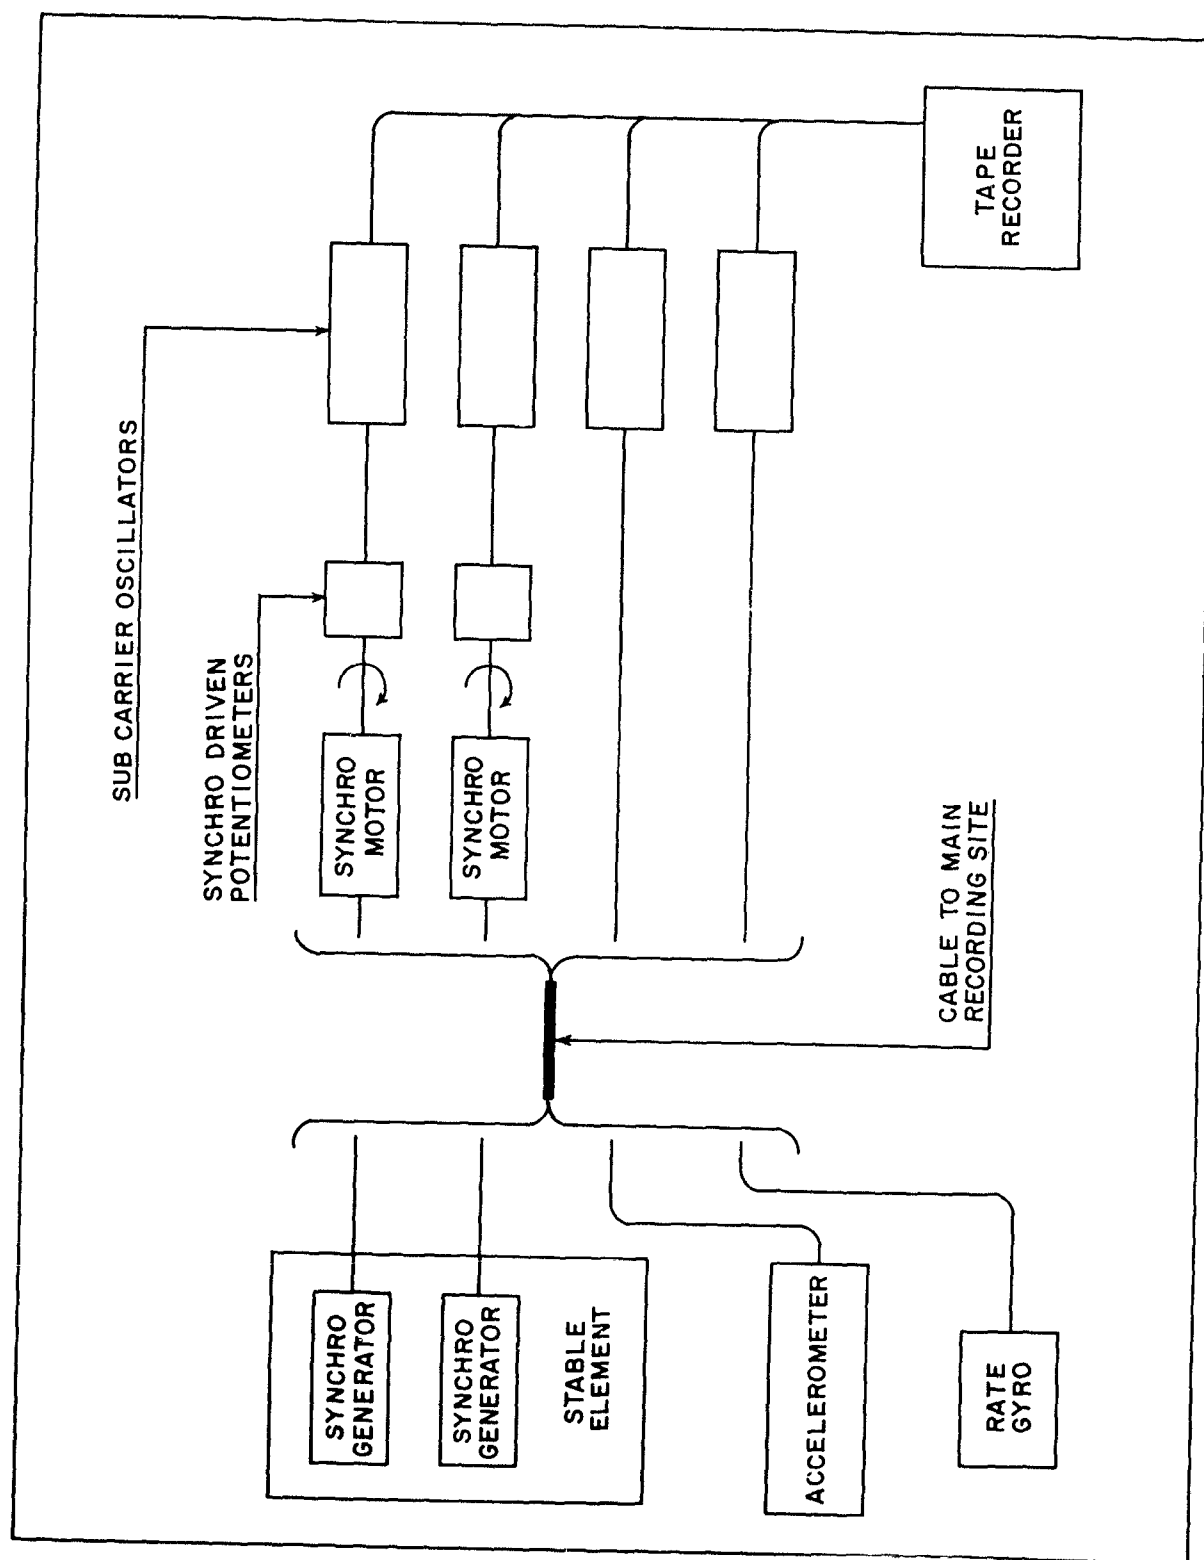 SUB CARRIER OSCILLATORS
SYNCHRO DRIVEN
POTENTIOMETERS
SYNCHRO
GENERATOR
SYNCHRO
MOTOR
SYNCHRO
GENERATOR
SYNCHRO
MOTOR
STABLE
ELEMENT
ACCELEROMETER
CABLE TO MAIN
RECORDING SITE
RATE
GYRO
TAPE
RECORDER